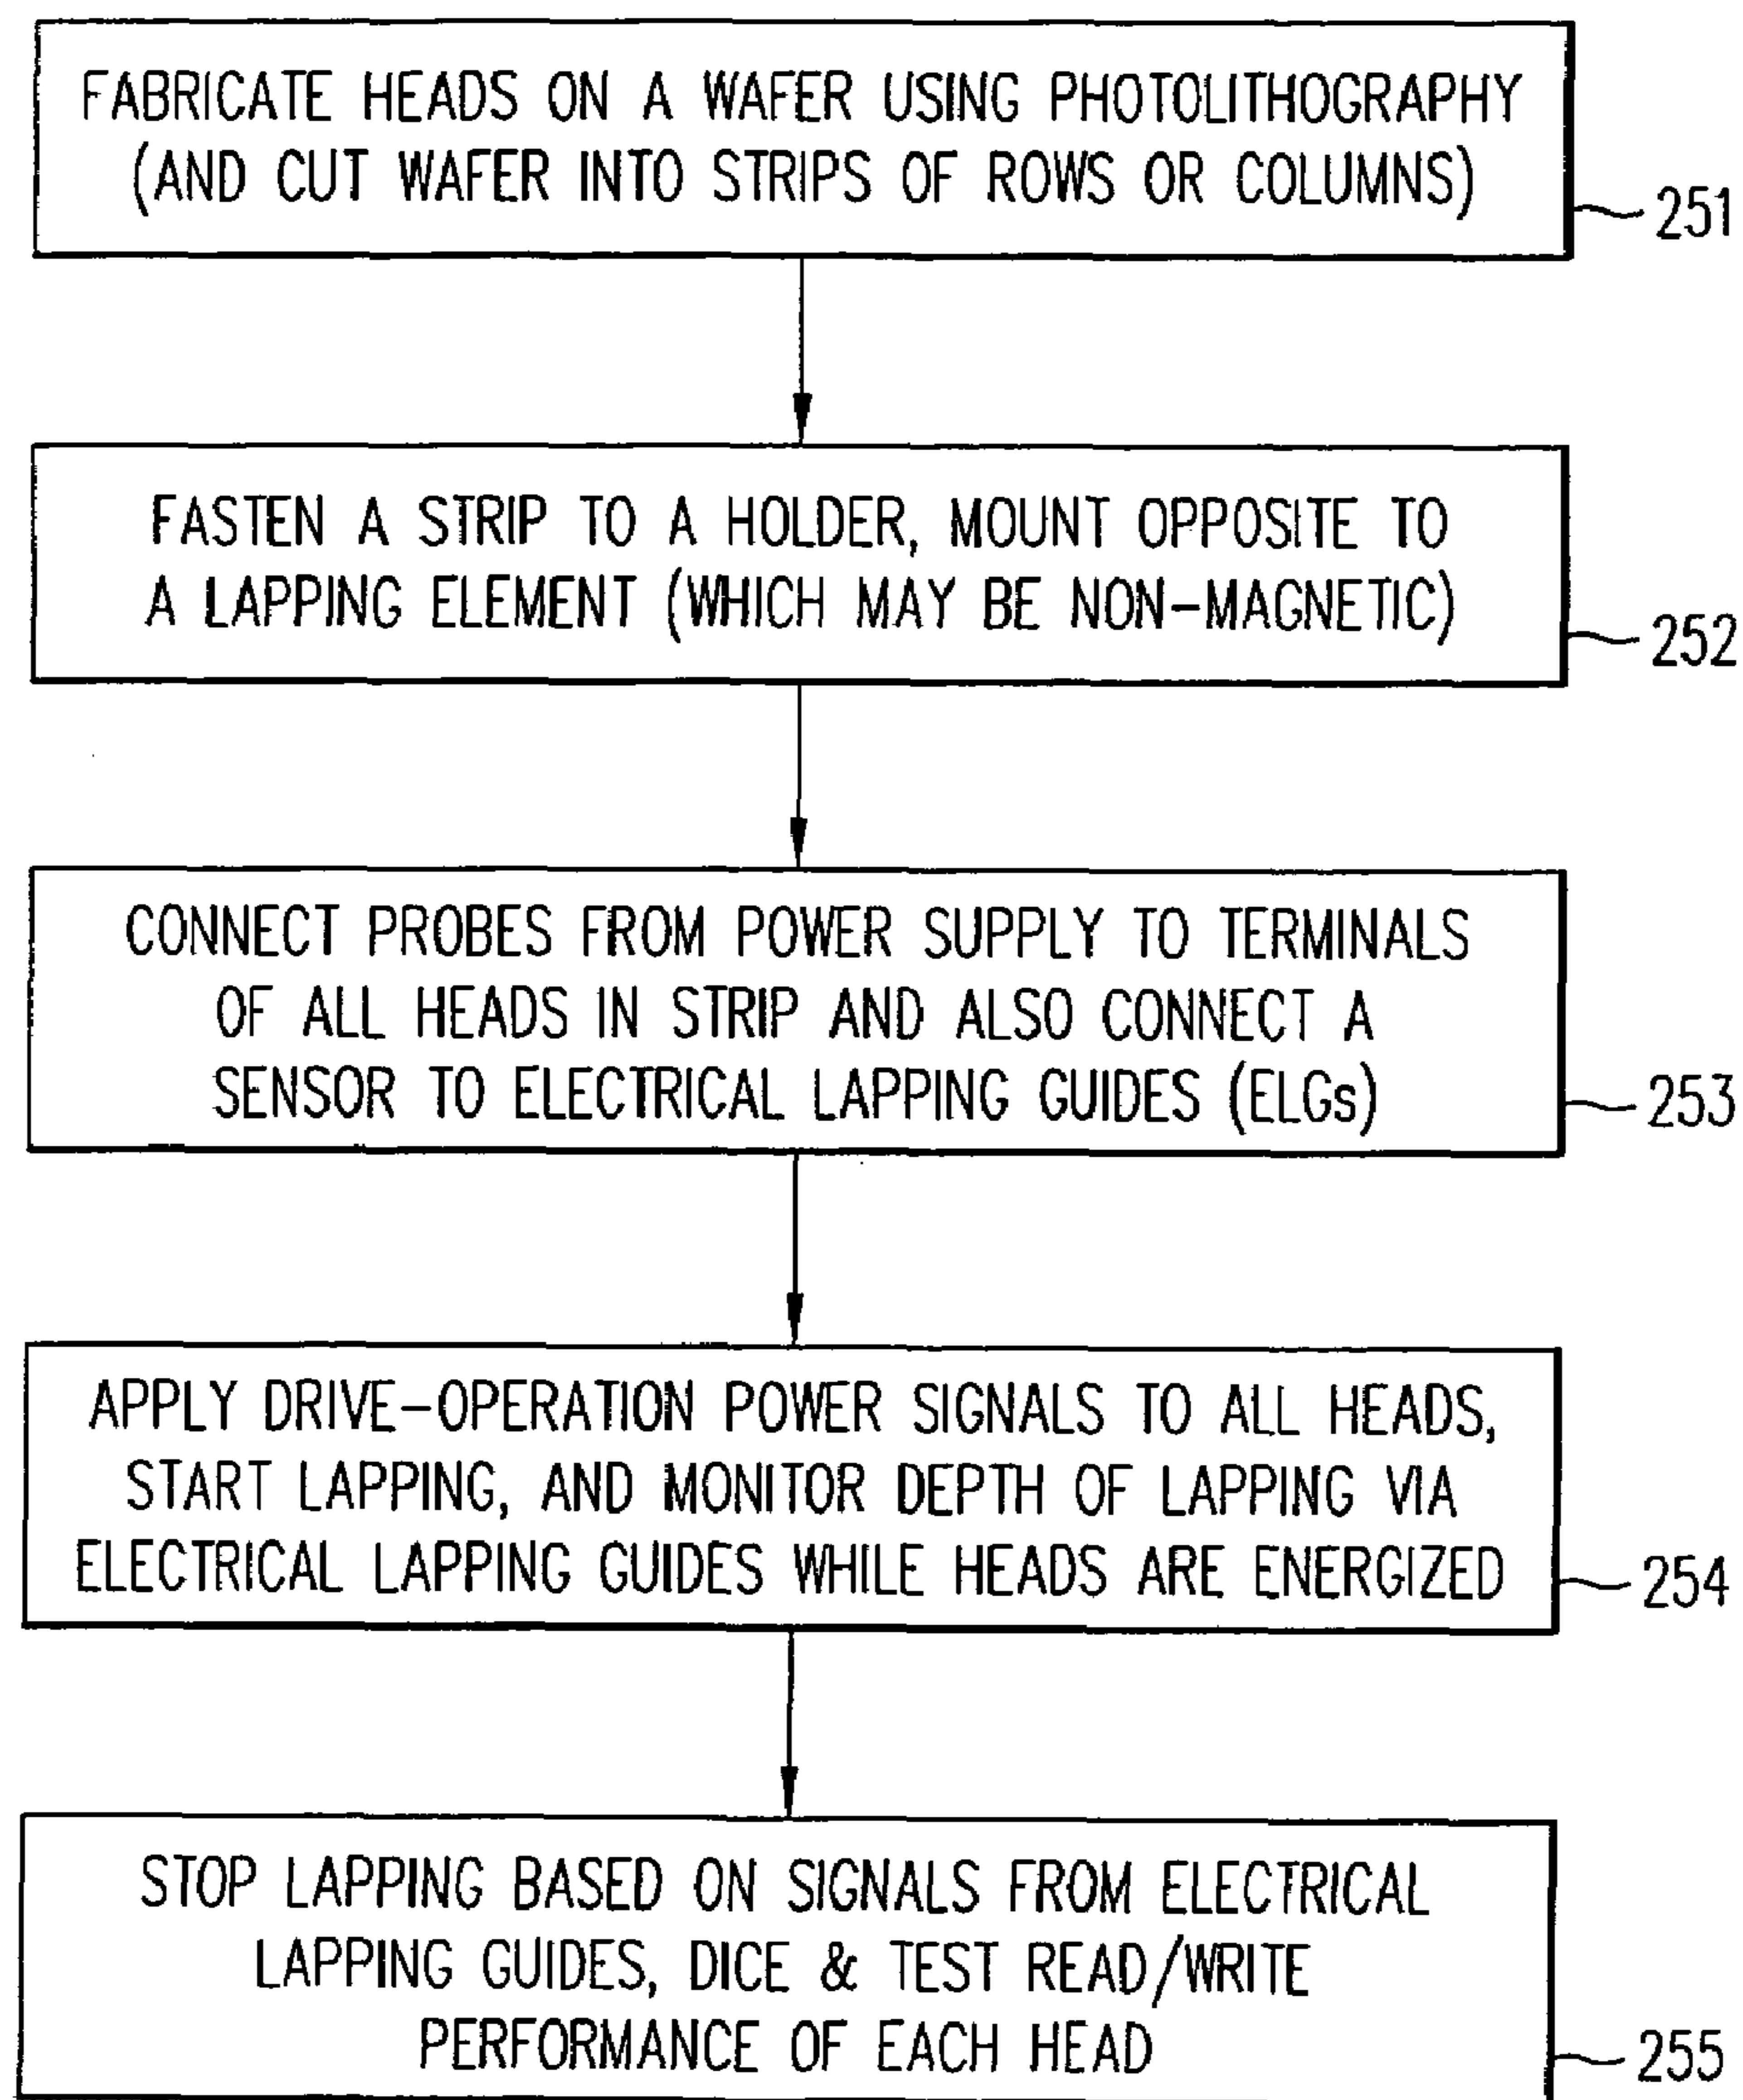 FABRICATE HEADS ON A WAFER USING PHOTOLITHOGRAPHY
(AND CUT WAFER INTO STRIPS OF ROWS OR COLUMNS)
251
FASTEN A STRIP TO A HOLDER, MOUNT OPPOSITE TO
A LAPPING ELEMENT (WHICH MAY BE NON-MAGNETIC)
252
CONNECT PROBES FROM POWER SUPPLY TO TERMINALS
OF ALL HEADS IN STRIP AND ALSO CONNECT A
SENSOR TO ELECTRICAL LAPPING GUIDES (ELGs)
253
APPLY DRIVE-OPERATION POWER SIGNALS TO ALL HEADS,
START LAPPING, AND MONITOR DEPTH OF LAPPING VIA
ELECTRICAL LAPPING GUIDES WHILE HEADS ARE ENERGIZED
254
STOP LAPPING BASED ON SIGNALS FROM ELECTRICAL
LAPPING GUIDES, DICE & TEST READ/WRITE
PERFORMANCE OF EACH HEAD
255